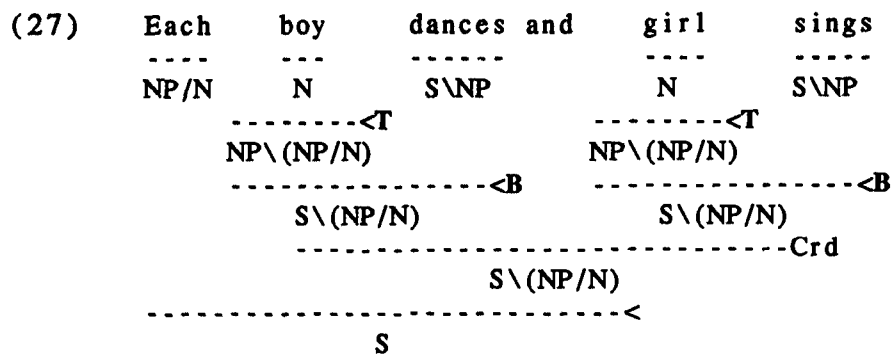 (27) Each boy dances and girl sings
---- --- ------ --- -----
NP/N N S\NP N S\NP
--------<T --------<T
NP\(NP/N) NP\(NP/N)
----------------<B ----------------<B
S\(NP/N) S\(NP/N)
------------------------------Crd
S\(NP/N)
-----------------------------<
S